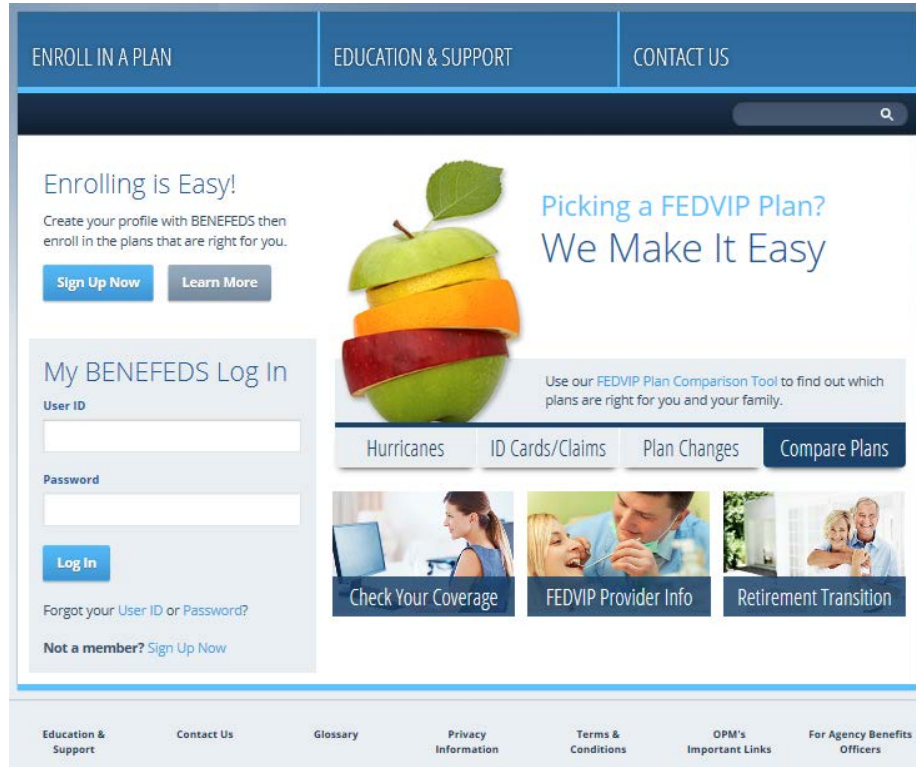 ENROLL IN A PLAN
EDUCATION & SUPPORT
CONTACT US
Enrolling is Easy!
Create your profile with BENEFEDS then
enroll in the plans that are right for you.
Sign Up Now
Learn More
Picking a FEDVIP Plan?
We Make It Easy
Use our FEDVIP Plan Comparison Tool to find out which
plans are right for you and your family.
Hurricanes
ID Cards/Claims
Plan Changes
Compare Plans
My BENEFEDS Log In
User ID
Password
Log In
Forgot your User ID or Password?
Not a member? Sign Up Now
Check Your Coverage
FEDVIP Provider Info
Retirement Transition
Education &
Support
Contact Us
Glossary
Privacy
Information
Terms &
Conditions
OPM's
Important Links
For Agency Benefits
Officers